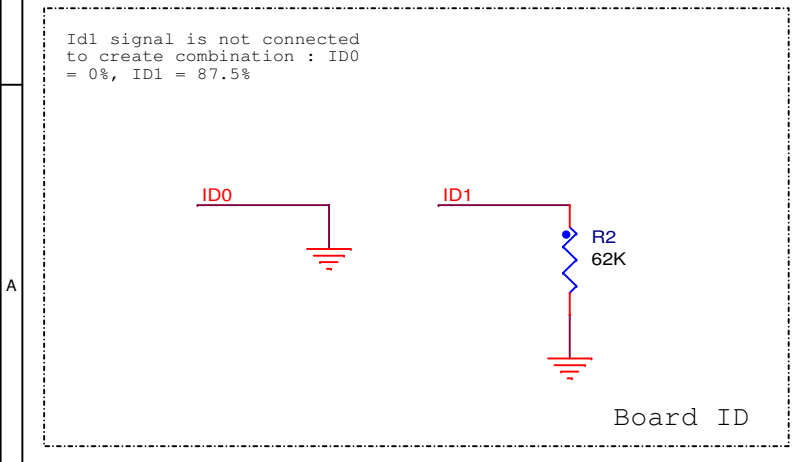 Id1 signal is not connected
to create combination : ID0
= 0%, ID1 = 87.5%
ID0
ID1
R2
62K
A
Board ID